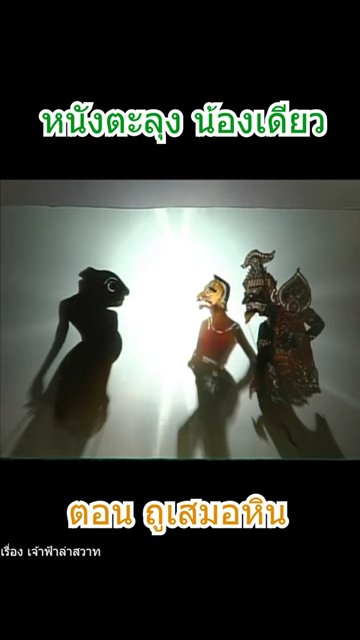 หนังตะลุง น้องเดียว
ตอน ถูเสมอหิน
เรื่อง เจ้าฟ้าล่าสวาท